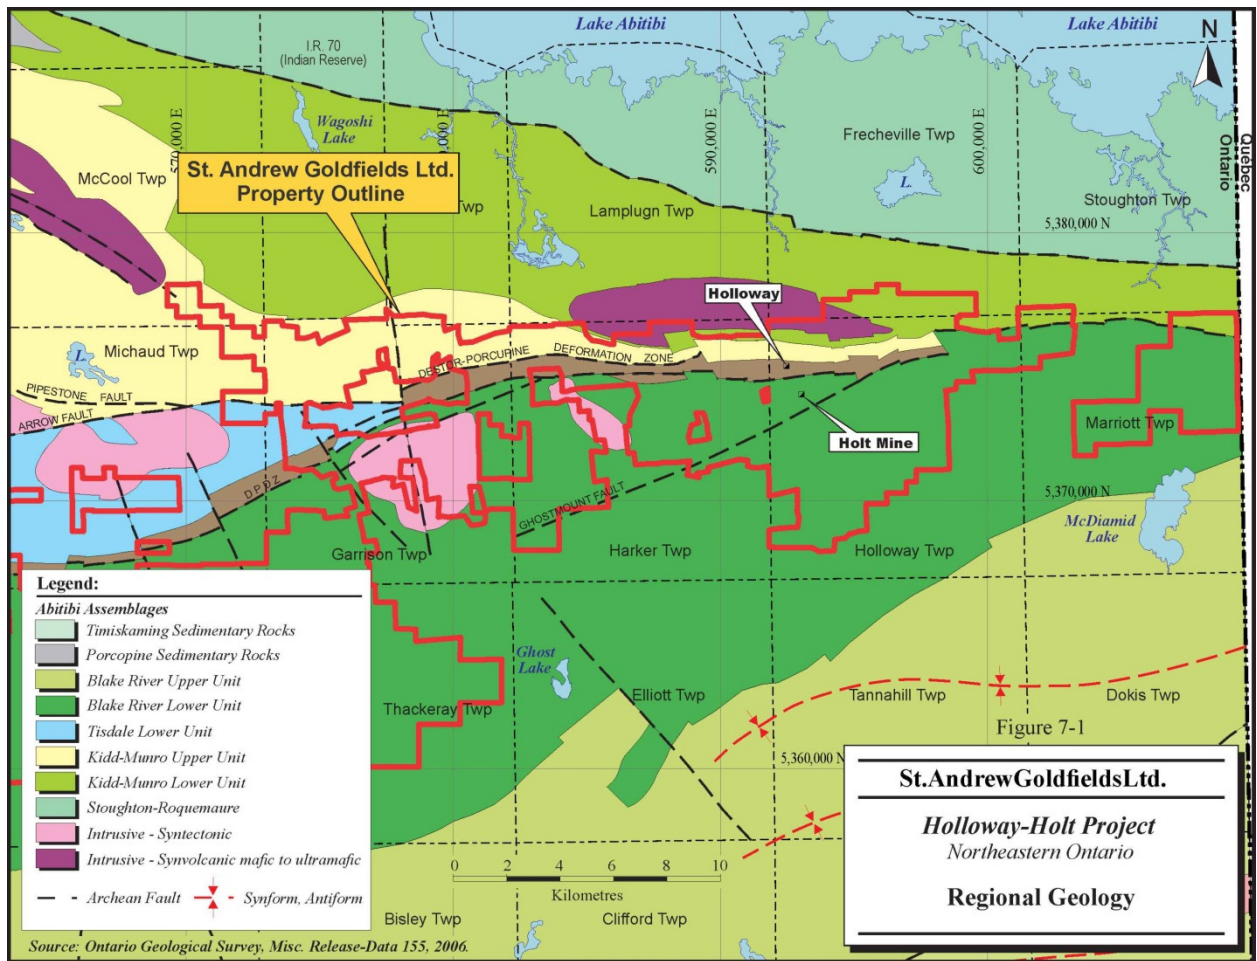 Lake Abitibi
Lake Abitibi
N
I.R. 70
(Indian Reserve)
Wagoshi
Lake
Frecheville Twp
Quebec
Ontario
590,000 E
600,000 E
McCool Twp
St. Andrew Goldfields Ltd.
Property Outline
L.
Lamplugn Twp
Stoughton Twp
5,380,000 N
Holloway
Michaud Twp
L.
DESTOR-PORCUPINE DEFORMATION ZONE
PIPESTONE FAULT
ARROW FAULT
Marriott Twp
Holt Mine
D P D Z
GHOSTMOUNT FAULT
5,370,000 N
McDiamid
Lake
Garrison Twp
Harker Twp
Holloway Twp
Legend:
Abitibi Assemblages
Timiskaming Sedimentary Rocks
Porcopine Sedimentary Rocks
Blake River Upper Unit
Blake River Lower Unit
Tisdale Lower Unit
Kidd-Munro Upper Unit
Kidd-Munro Lower Unit
Stoughton-Roquemaure
Intrusive - Syntectonic
Intrusive - Synvolcanic mafic to ultramafic
Archean Fault
Synform, Antiform
Source: Ontario Geological Survey, Misc. Release-Data 155, 2006.
Ghost
Lake
Thackeray Twp
Elliott Twp
Tannahill Twp
Dokis Twp
Figure 7-1
5,360,000 N
0 2 4 6 8 10
Kilometres
Bisley Twp
Clifford Twp
St.AndrewGoldfieldsLtd.
Holloway-Holt Project
Northeastern Ontario
Regional Geology